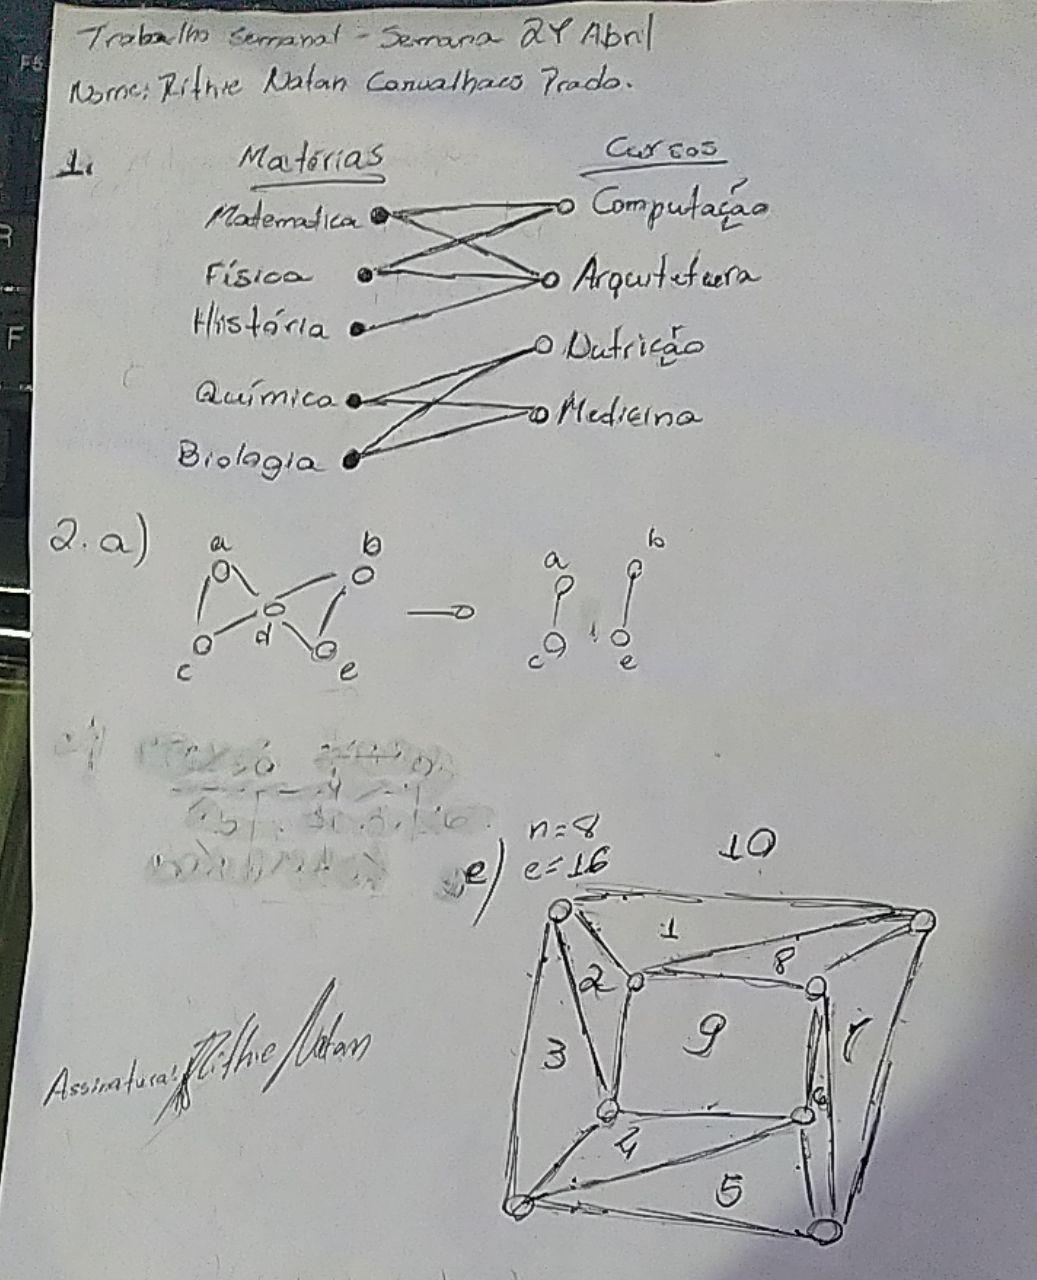 Trabalho semanal - Semana 24 Abril
Nome: Rithie Natan Carvalhaes Prado.
1.
Matérias Cursos
Matematica Computação
Física Arquitetura
História
Nutrição
Química
Medicina
Biologia
2. a)
a b a b
d
c e c e
e) n=8
e=16
10
1
8
2
9
7
3
6
4
5
Assinatura: Rithie Natan